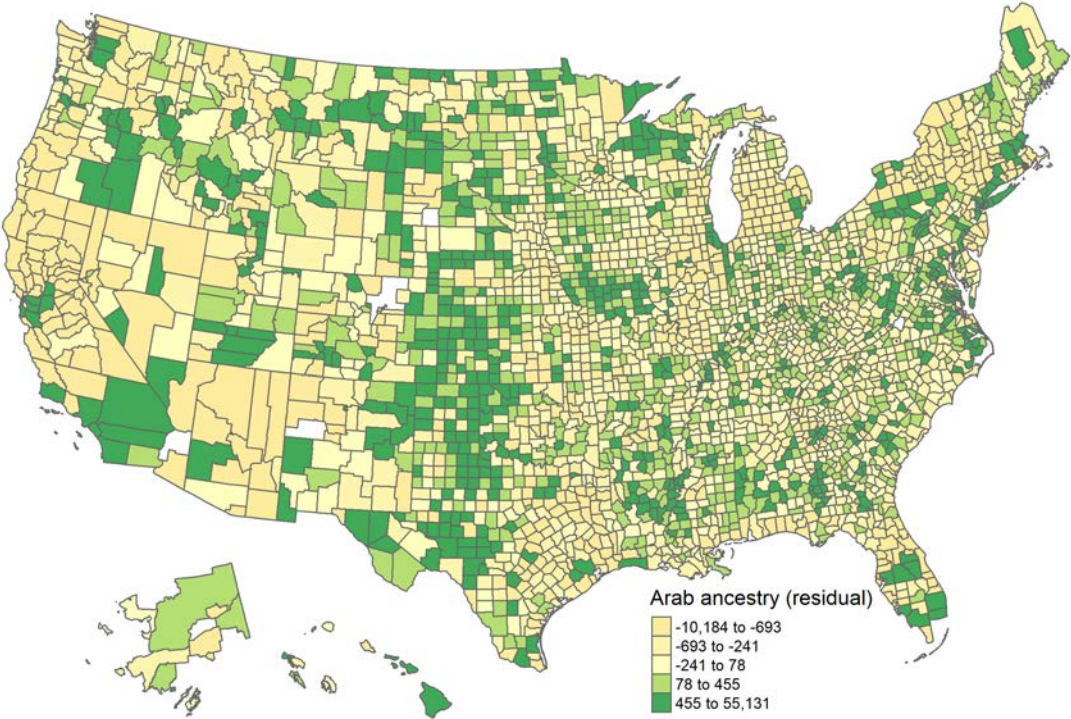 Arab ancestry (residual)
-10,184 to -693
-693 to -241
-241 to 78
78 to 455
455 to 55,131